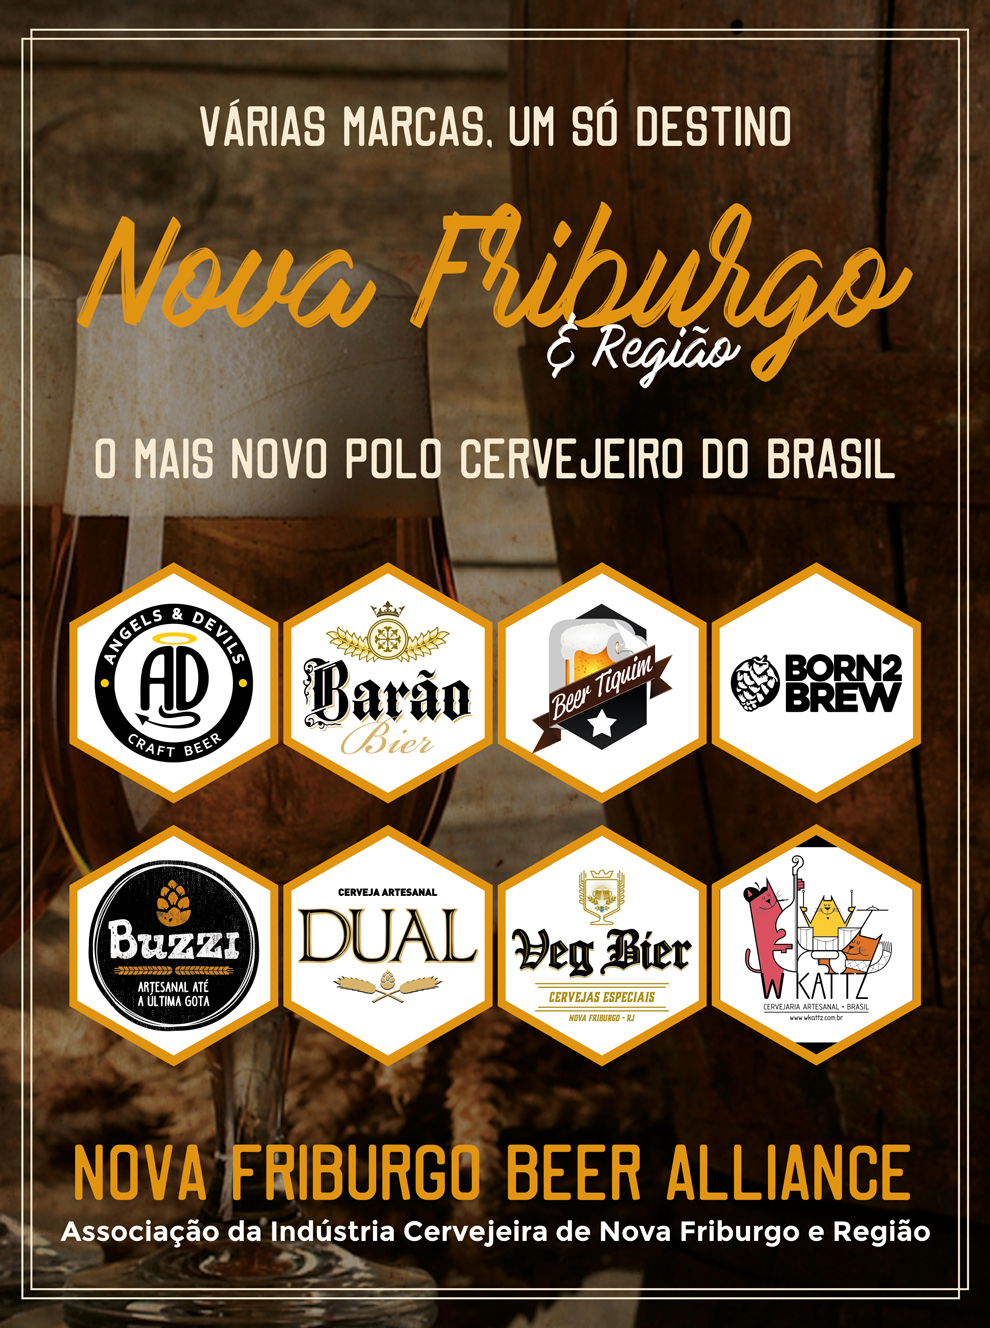 VÁRIAS MARCAS, UM SÓ DESTINO
Nova Friburgo
& Região
O MAIS NOVO POLO CERVEJEIRO DO BRASIL
ANGELS & DEVILS
AD
CRAFT BEER
Barão
Bier
Beer Tiquim
BORN2
BREW
Buzzi
ARTESANAL ATÉ
A ÚLTIMA GOTA
CERVEJA ARTESANAL
DUAL
Veg Bier
CERVEJAS ESPECIAIS
NOVA FRIBURGO - RJ
W KATTZ
CERVEJARIA ARTESANAL • BRASIL
www.wkattz.com.br
NOVA FRIBURGO BEER ALLIANCE
Associação da Indústria Cervejeira de Nova Friburgo e Região